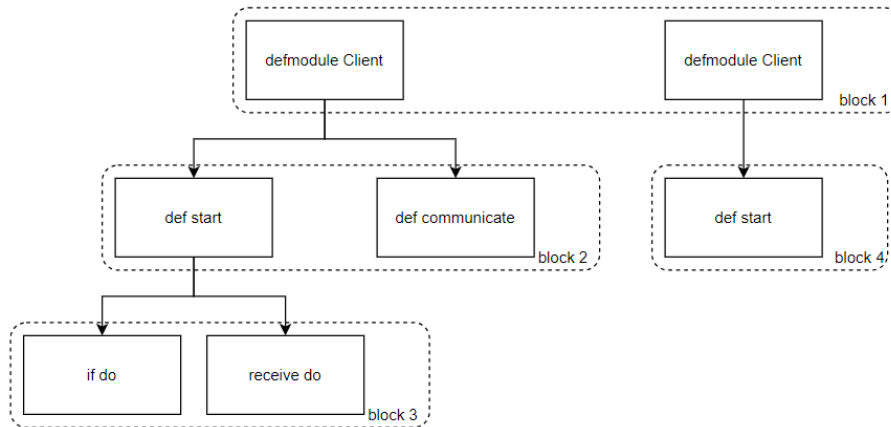 defmodule Client
defmodule Client
block 1
def start
def communicate
def start
block 2
block 4
if do
receive do
block 3